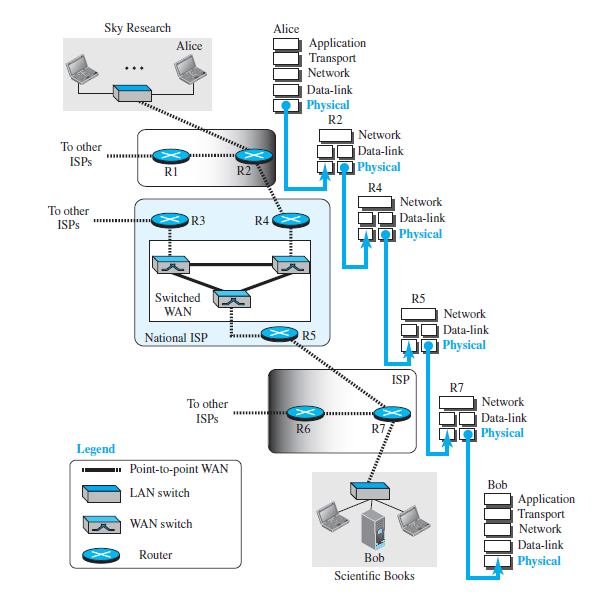 Sky Research
Alice
Alice
Application
Transport
Network
Data-link
Physical
R2
Network
Data-link
Physical
To other
ISPs
R1
R2
R4
Network
Data-link
Physical
To other
ISPs
R3
R4
Switched
WAN
National ISP
R5
R5
Network
Data-link
Physical
ISP
To other
ISPs
R6
R7
R7
Network
Data-link
Physical
Legend
Point-to-point WAN
LAN switch
WAN switch
Router
Bob
Scientific Books
Bob
Application
Transport
Network
Data-link
Physical